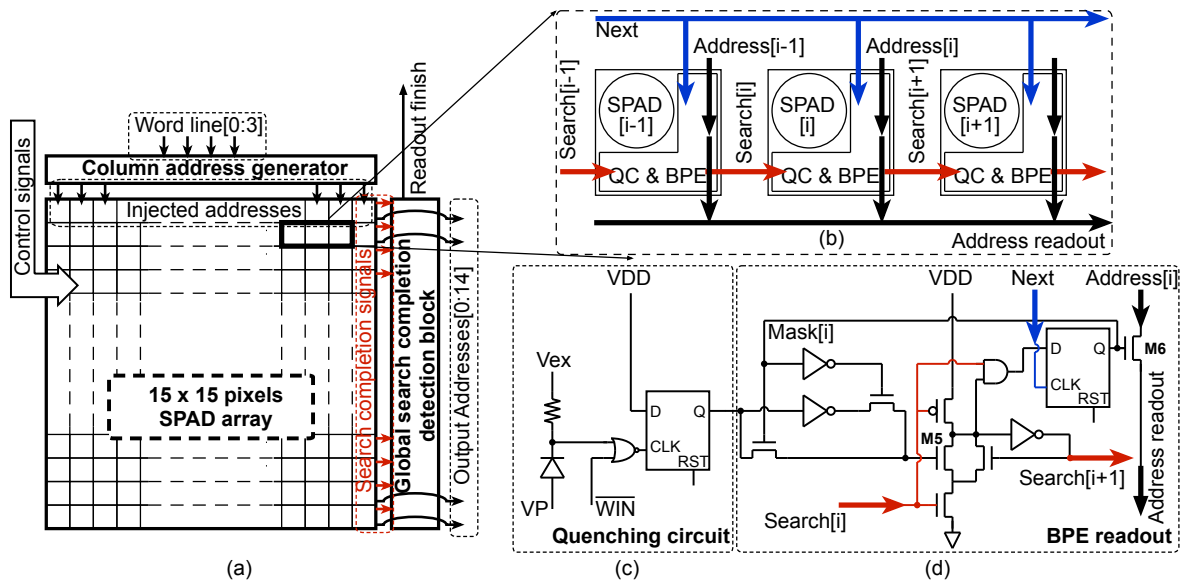 Control signals
Word line[0:3]
Column address generator
Injected addresses
Readout finish
Search completion signals
Global search completion
detection block
Output Addresses[0:14]
15 x 15 pixels
SPAD array
(a)
Next
Address[i-1]
Address[i]
Search[i-1]
SPAD
[i-1]
QC & BPE
Search[i]
SPAD
[i]
QC & BPE
Search[i+1]
SPAD
[i+1]
QC & BPE
(b)
Address readout
VDD
Vex
D
Q
CLK
RST
VP
WIN
Quenching circuit
(c)
VDD
Next
Address[i]
Mask[i]
D
Q
CLK
RST
M6
M5
Search[i]
Search[i+1]
Address readout
BPE readout
(d)